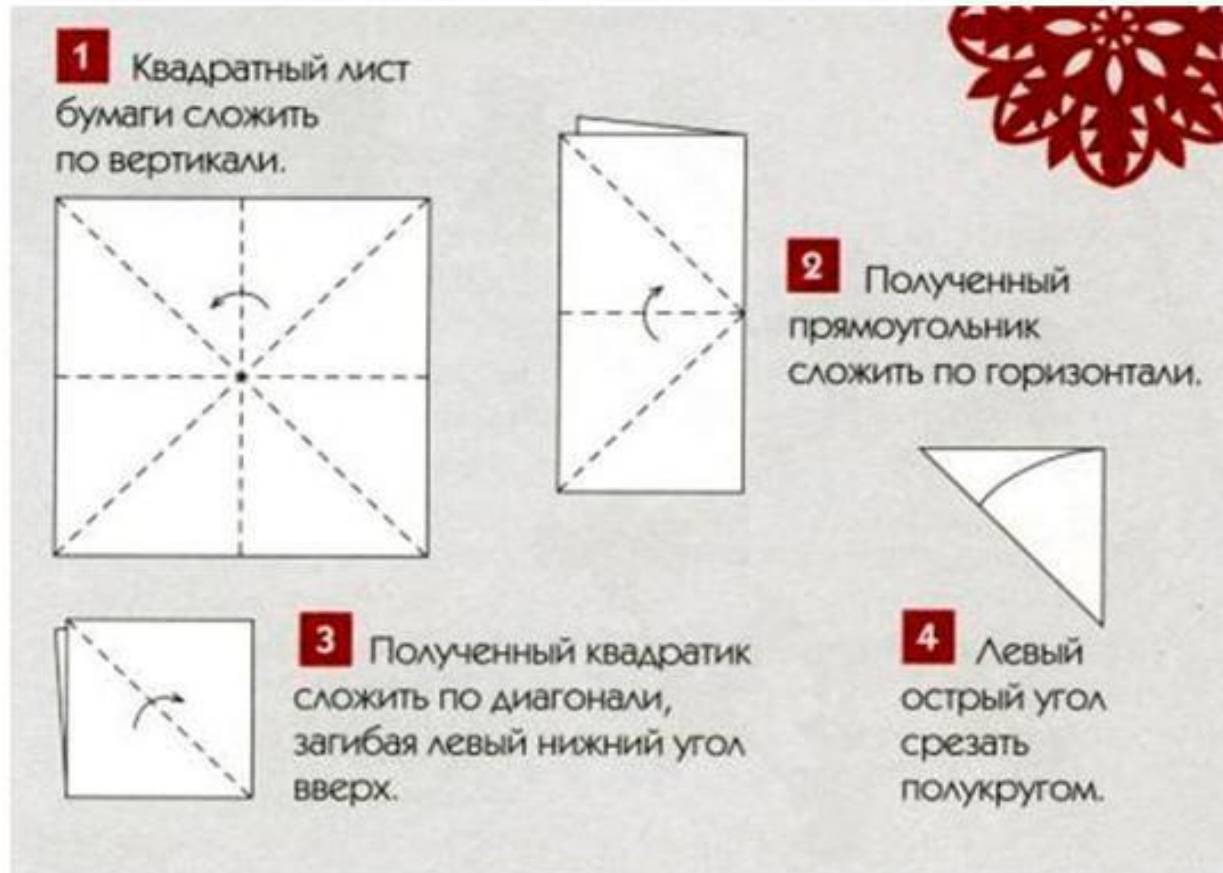 1 Квадратный лист
бумаги сложить
по вертикали.
2 Полученный
прямоугольник
сложить по горизонтали.
3 Полученный квадратик
сложить по диагонали,
загибая левый нижний угол
вверх.
4 Левый
острый угол
срезать
полукругом.